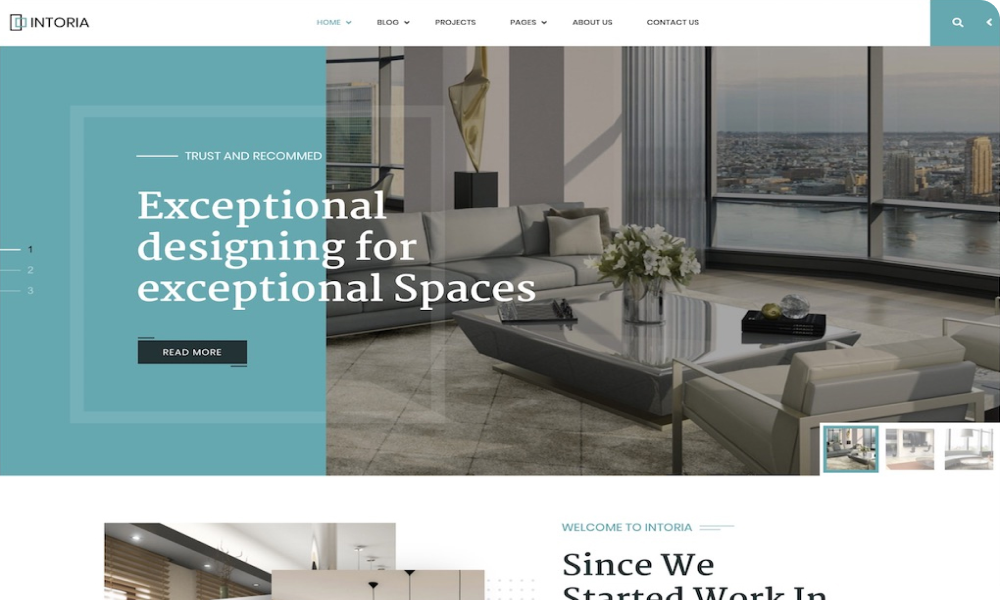 INTORIA
HOME BLOG PROJECTS PAGES ABOUT US CONTACT US
TRUST AND RECOMMED
Exceptional
designing for
exceptional Spaces
1
2
3
READ MORE
WELCOME TO INTORIA
Since We
Started Work In